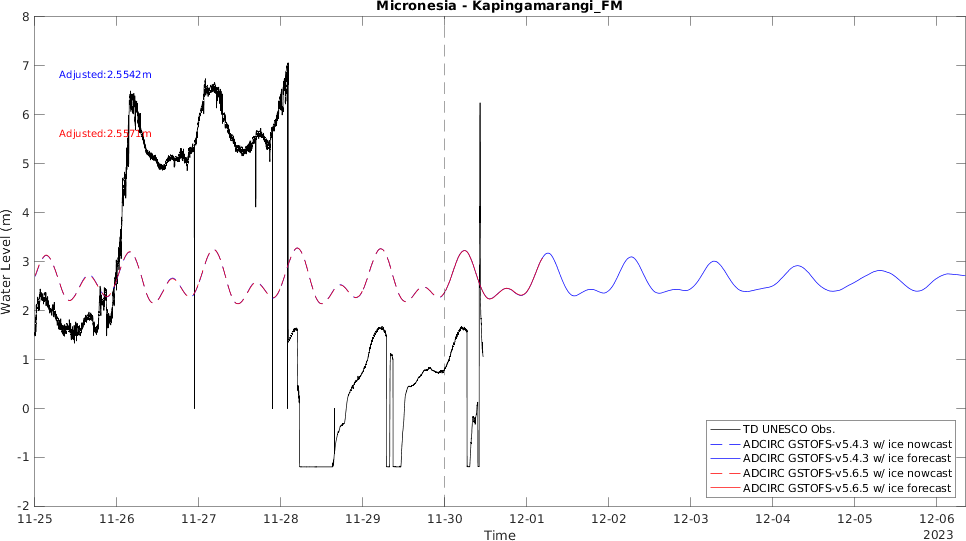 Micronesia - Kapingamarangi_FM
8
7
6
5
4
3
2
1
0
-1
-2
Water Level (m)
Adjusted:2.5542m
Adjusted:2.5571m
TD UNESCO Obs.
ADCIRC GSTOFS-v5.4.3 w/ ice nowcast
ADCIRC GSTOFS-v5.4.3 w/ ice forecast
ADCIRC GSTOFS-v5.6.5 w/ ice nowcast
ADCIRC GSTOFS-v5.6.5 w/ ice forecast
11-25 11-26 11-27 11-28 11-29 11-30 12-01 12-02 12-03 12-04 12-05 12-06
Time
2023